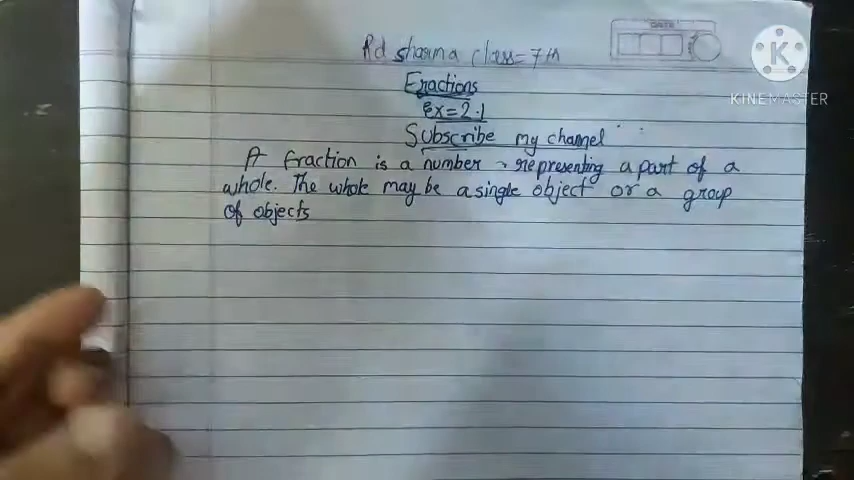 Rd sharma class = 7th
DATE
KINEMASTER
Fractions
Ex = 2.1
Subscribe my channel
A fraction is a number, representing a part of a
whole. The whole may be a single object or a group
of objects